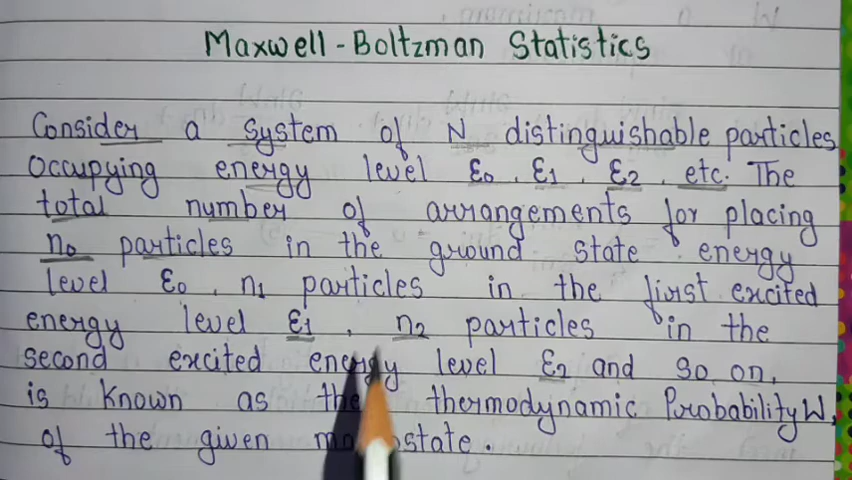 Maxwell-Boltzman Statistics
Consider a system of N distinguishable particles
occupying energy level ε0, ε1, ε2, etc. The
total number of arrangements for placing
n0 particles in the ground state energy
level ε0, n1 particles in the first excited
energy level ε1, n2 particles in the
second excited energy level ε2 and so on,
is known as the thermodynamic Probability W,
of the given state.